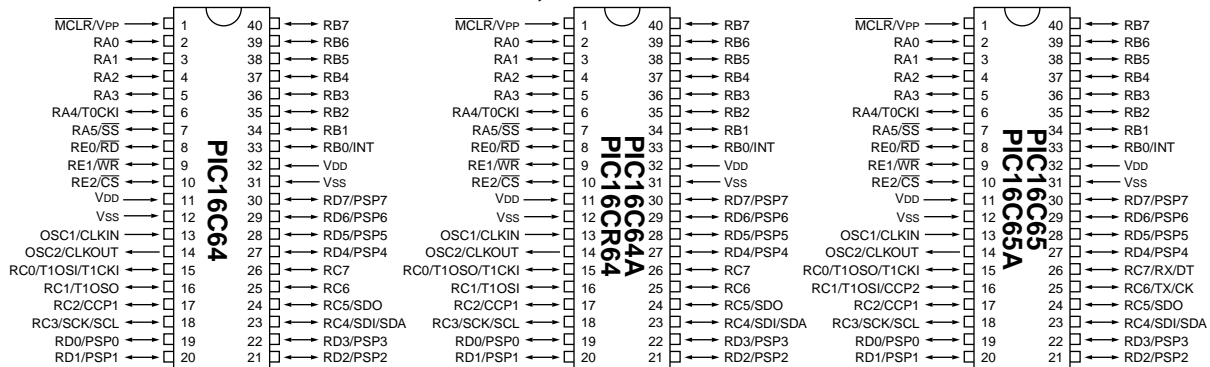 MCLR/VPP 1 40 RB7
RA0 2 39 RB6
RA1 3 38 RB5
RA2 4 37 RB4
RA3 5 36 RB3
RA4/T0CKI 6 35 RB2
RA5/SS 7 34 RB1
RE0/RD 8 33 RB0/INT
RE1/WR 9 32 VDD
RE2/CS 10 31 VSS
VDD 11 30 RD7/PSP7
VSS 12 29 RD6/PSP6
OSC1/CLKIN 13 28 RD5/PSP5
OSC2/CLKOUT 14 27 RD4/PSP4
RC0/T1OSI/T1CKI 15 26 RC7
RC1/T1OSO 16 25 RC6
RC2/CCP1 17 24 RC5/SDO
RC3/SCK/SCL 18 23 RC4/SDI/SDA
RD0/PSP0 19 22 RD3/PSP3
RD1/PSP1 20 21 RD2/PSP2
PIC16C64
MCLR/VPP 1 40 RB7
RA0 2 39 RB6
RA1 3 38 RB5
RA2 4 37 RB4
RA3 5 36 RB3
RA4/T0CKI 6 35 RB2
RA5/SS 7 34 RB1
RE0/RD 8 33 RB0/INT
RE1/WR 9 32 VDD
RE2/CS 10 31 VSS
VDD 11 30 RD7/PSP7
VSS 12 29 RD6/PSP6
OSC1/CLKIN 13 28 RD5/PSP5
OSC2/CLKOUT 14 27 RD4/PSP4
RC0/T1OSO/T1CKI 15 26 RC7
RC1/T1OSI 16 25 RC6
RC2/CCP1 17 24 RC5/SDO
RC3/SCK/SCL 18 23 RC4/SDI/SDA
RD0/PSP0 19 22 RD3/PSP3
RD1/PSP1 20 21 RD2/PSP2
PIC16C64A
PIC16CR64
MCLR/VPP 1 40 RB7
RA0 2 39 RB6
RA1 3 38 RB5
RA2 4 37 RB4
RA3 5 36 RB3
RA4/T0CKI 6 35 RB2
RA5/SS 7 34 RB1
RE0/RD 8 33 RB0/INT
RE1/WR 9 32 VDD
RE2/CS 10 31 VSS
VDD 11 30 RD7/PSP7
VSS 12 29 RD6/PSP6
OSC1/CLKIN 13 28 RD5/PSP5
OSC2/CLKOUT 14 27 RD4/PSP4
RC0/T1OSO/T1CKI 15 26 RC7/RX/DT
RC1/T1OSI/CCP2 16 25 RC6/TX/CK
RC2/CCP1 17 24 RC5/SDO
RC3/SCK/SCL 18 23 RC4/SDI/SDA
RD0/PSP0 19 22 RD3/PSP3
RD1/PSP1 20 21 RD2/PSP2
PIC16C65
PIC16C65A